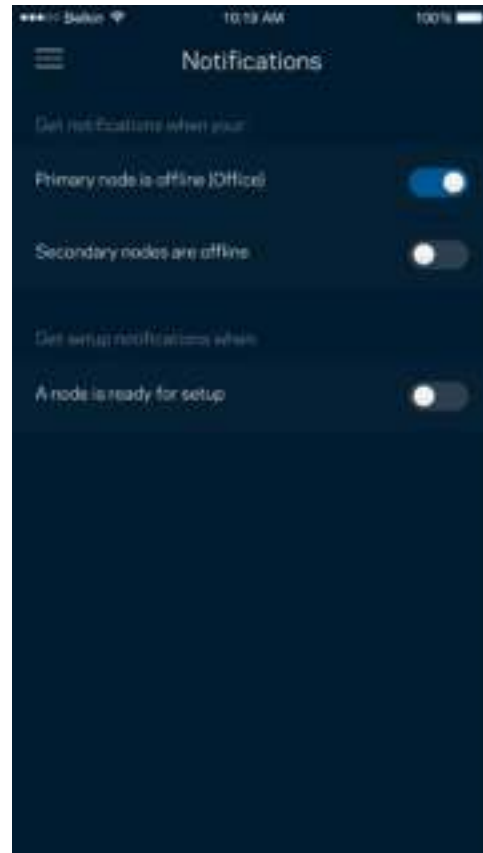 Belkin 10:19 AM 100%
Notifications
Get notifications when your:
Primary node is offline (Office)
Secondary nodes are offline
Get setup notifications when:
A node is ready for setup